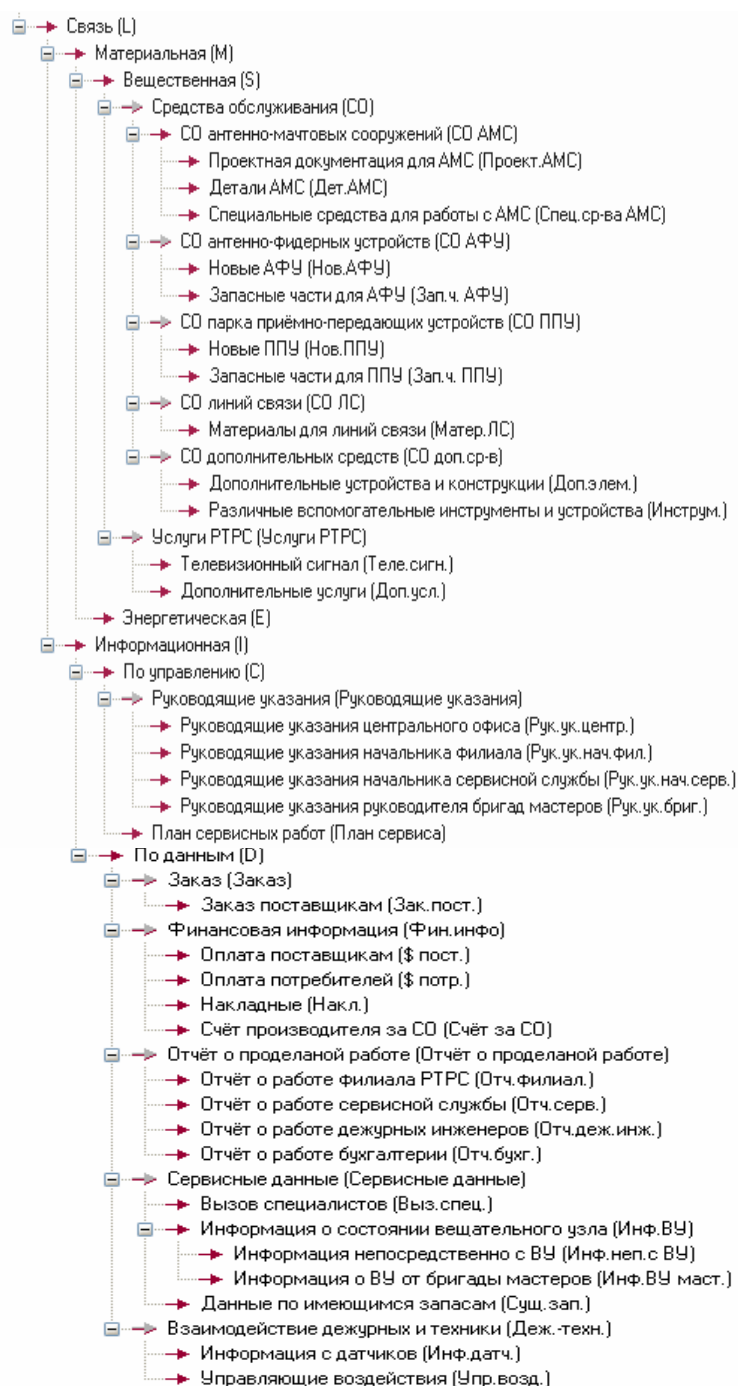 Связь (L)
Материальная (M)
Вещественная (S)
Средства обслуживания (СО)
СО антенно-мачтовых сооружений (СО АМС)
Проектная документация для АМС (Проект.АМС)
Детали АМС (Дет.АМС)
Специальные средства для работы с АМС (Спец.ср-ва АМС)
СО антенно-фидерных устройств (СО АФУ)
Новые АФУ (Нов.АФУ)
Запасные части для АФУ (Зап.ч. АФУ)
СО парка приёмно-передающих устройств (СО ППУ)
Новые ППУ (Нов.ППУ)
Запасные части для ППУ (Зап.ч. ППУ)
СО линий связи (СО ЛС)
Материалы для линий связи (Матер.ЛС)
СО дополнительных средств (СО доп.ср-в)
Дополнительные устройства и конструкции (Доп.элем.)
Различные вспомогательные инструменты и устройства (Инструм.)
Услуги РТРС (Услуги РТРС)
Телевизионный сигнал (Теле.сигн.)
Дополнительные услуги (Доп.усл.)
Энергетическая (E)
Информационная (I)
По управлению (C)
Руководящие указания (Руководящие указания)
Руководящие указания центрального офиса (Рук.ук.центр.)
Руководящие указания начальника филиала (Рук.ук.нач.фил.)
Руководящие указания начальника сервисной службы (Рук.ук.нач.серв.)
Руководящие указания руководителя бригад мастеров (Рук.ук.бриг.)
План сервисных работ (План сервиса)
По данным (D)
Заказ (Заказ)
Заказ поставщикам (Зак.пост.)
Финансовая информация (Фин.инфо)
Оплата поставщикам ($ пост.)
Оплата потребителей ($ потр.)
Накладные (Накл.)
Счёт производителя за СО (Счёт за СО)
Отчёт о проделаной работе (Отчёт о проделаной работе)
Отчёт о работе филиала РТРС (Отч.филиал.)
Отчёт о работе сервисной службы (Отч.серв.)
Отчёт о работе дежурных инженеров (Отч.деж.инж.)
Отчёт о работе бухгалтерии (Отч.бухг.)
Сервисные данные (Сервисные данные)
Вызов специалистов (Выз.спец.)
Информация о состоянии вещательного узла (Инф.ВУ)
Информация непосредственно с ВУ (Инф.неп.с ВУ)
Информация о ВУ от бригады мастеров (Инф.ВУ маст.)
Данные по имеющимся запасам (Сущ.зап.)
Взаимодействие дежурных и техники (Деж.-техн.)
Информация с датчиков (Инф.датч.)
Управляющие воздействия (Упр.возд.)